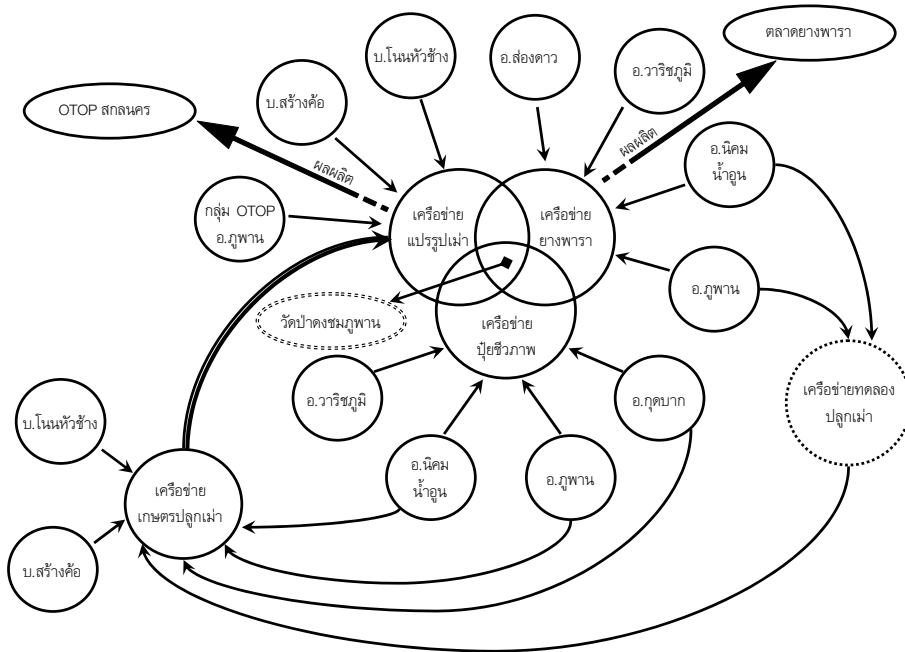 ตลาดยางพารา
บ.โนนหัวช้าง
อ.ส่องดาว
อ.วาริชภูมิ
บ.สร้างค้อ
OTOP สกลนคร
ผลผลิต
ผลผลิต
อ.นิคม
น้ำอูน
กลุ่ม OTOP
อ.ภูพาน
เครือข่าย
แปรรูปเม่า
เครือข่าย
ยางพารา
อ.ภูพาน
วัดป่าดงชมภูพาน
เครือข่าย
ปุ๋ยชีวภาพ
อ.วาริชภูมิ
อ.กุดบาก
เครือข่ายทดลอง
ปลูกเม่า
บ.โนนหัวช้าง
อ.นิคม
น้ำอูน
อ.ภูพาน
เครือข่าย
เกษตรปลูกเม่า
บ.สร้างค้อ